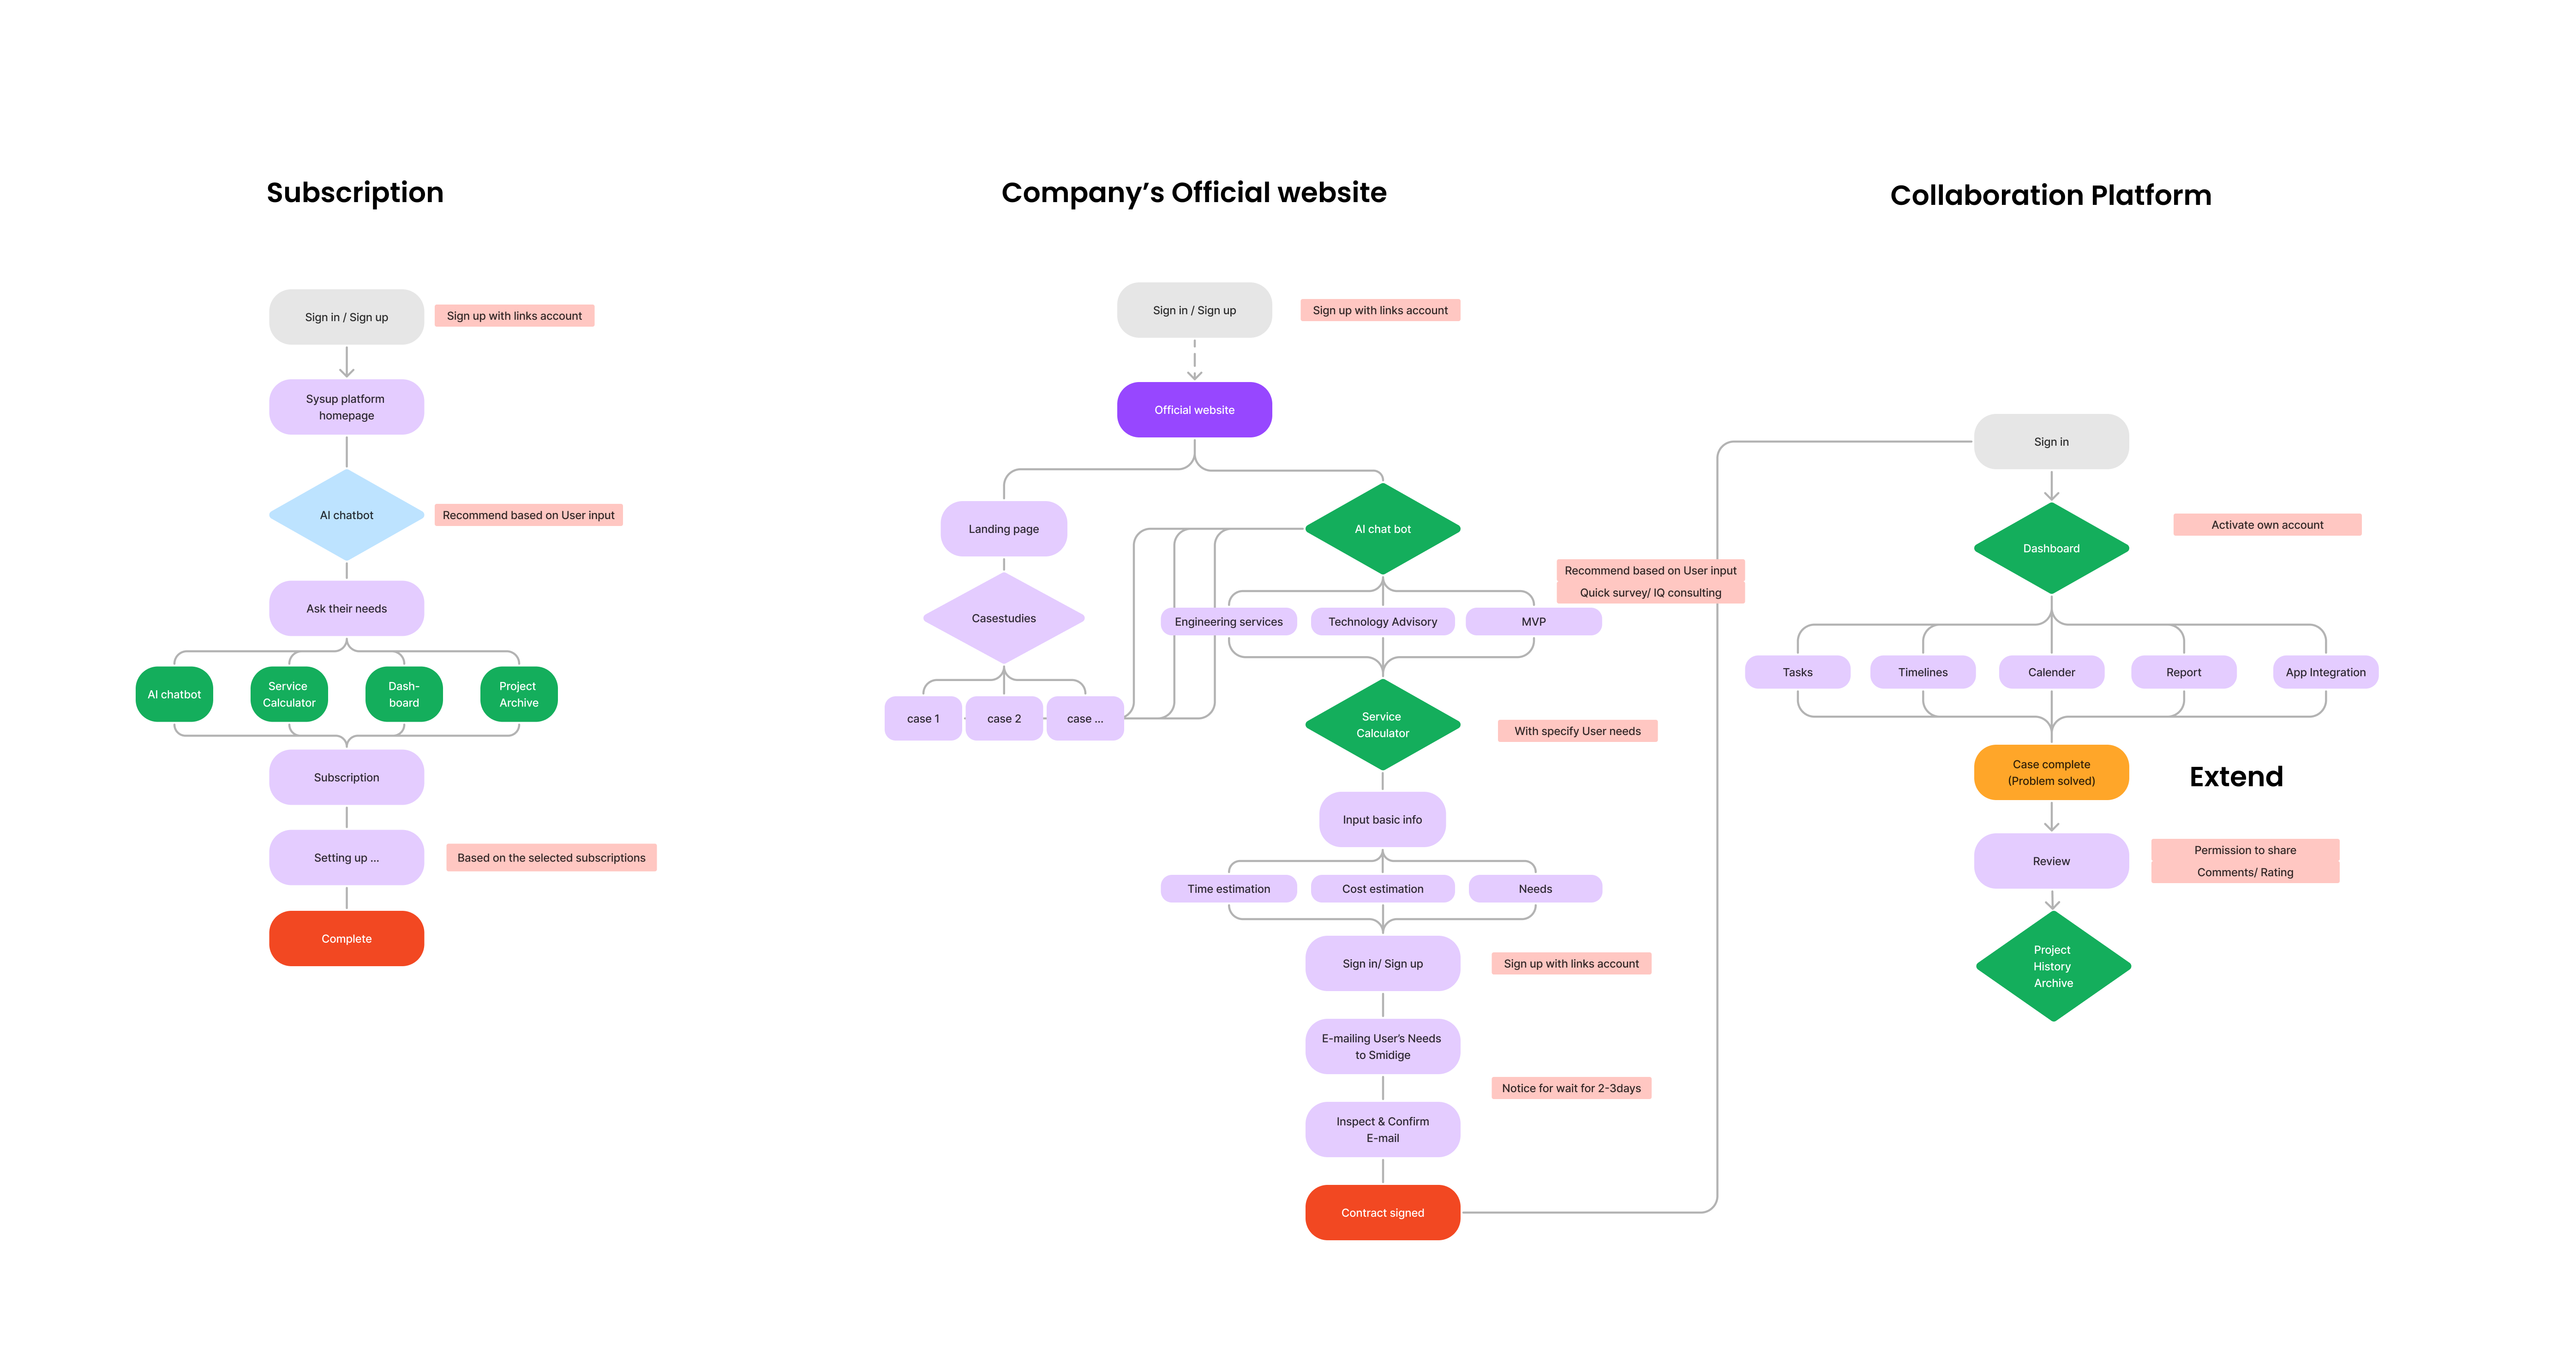 Subscription
Sign in / Sign up
Sign up with links account
Sysup platform
homepage
AI chatbot
Recommend based on User input
Ask their needs
AI chatbot
Service
Calculator
Dash-
board
Project
Archive
Subscription
Setting up ...
Based on the selected subscriptions
Complete
Company's Official website
Sign in / Sign up
Sign up with links account
Official website
Landing page
AI chat bot
Recommend based on User input
Quick survey/ IQ consulting
Casestudies
Engineering services
Technology Advisory
MVP
case 1
case 2
case ...
Service
Calculator
With specify User needs
Input basic info
Time estimation
Cost estimation
Needs
Sign in/ Sign up
Sign up with links account
E-mailing User's Needs
to Smidige
Notice for wait for 2-3days
Inspect & Confirm
E-mail
Contract signed
Collaboration Platform
Sign in
Activate own account
Dashboard
Tasks
Timelines
Calender
Report
App Integration
Case complete
(Problem solved)
Extend
Review
Permission to share
Comments/ Rating
Project
History
Archive